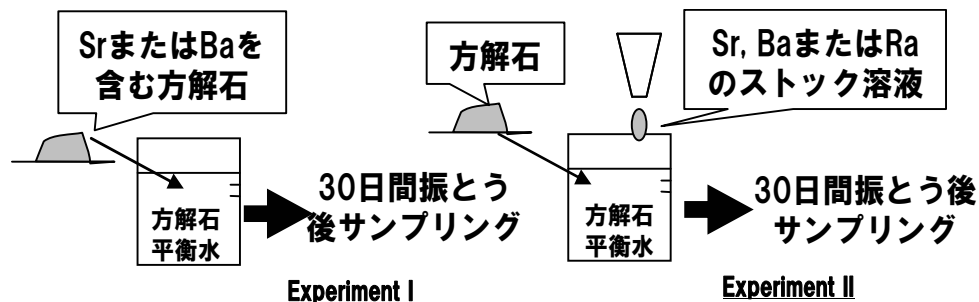 SrまたはBaを
含む方解石
方解石
平衡水
30日間振とう
後サンプリング
Experiment I
方解石
Sr, BaまたはRa
のストック溶液
方解石
平衡水
30日間振とう後
サンプリング
Experiment II